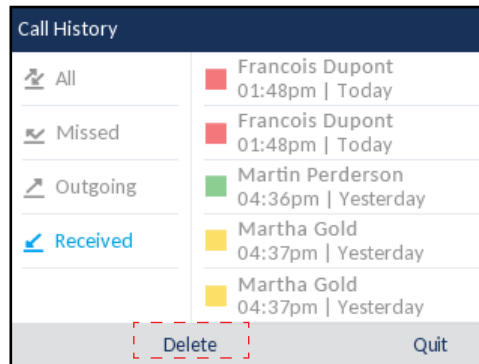 Call History
All
Missed
Outgoing
Received
Francois Dupont
01:48pm | Today
Francois Dupont
01:48pm | Today
Martin Perderson
04:36pm | Yesterday
Martha Gold
04:37pm | Yesterday
Martha Gold
04:37pm | Yesterday
Delete
Quit